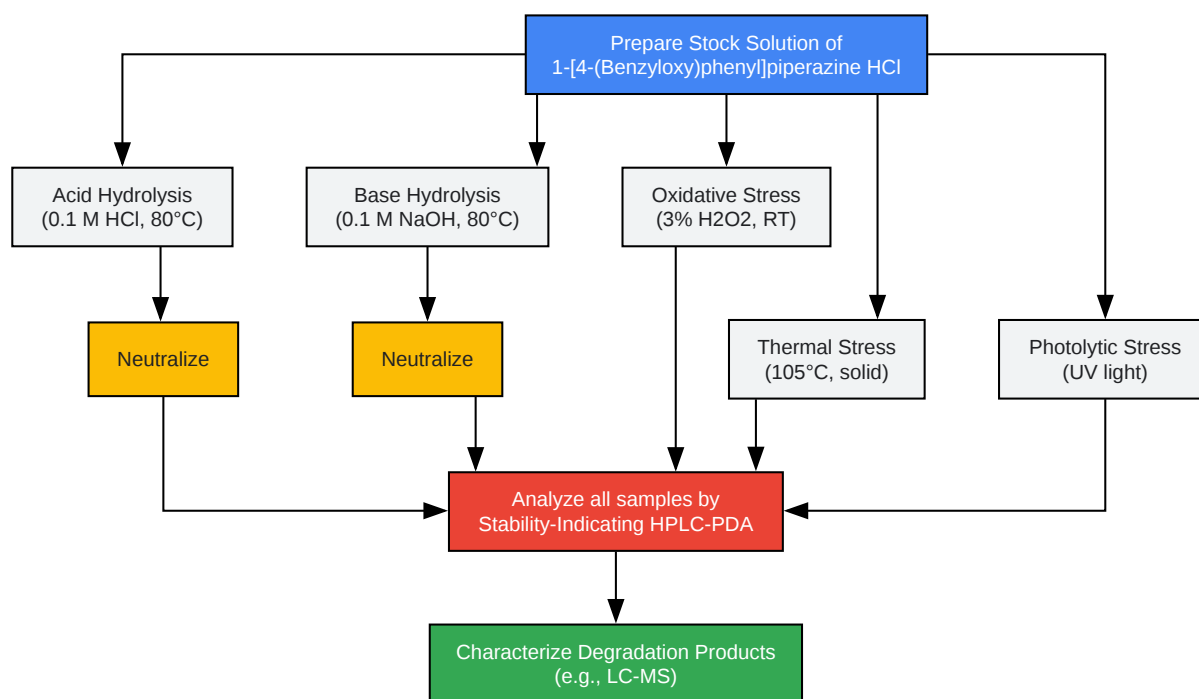 Prepare Stock Solution of
1-[4-(Benzyloxy)phenyl]piperazine HCl
Acid Hydrolysis
(0.1 M HCl, 80°C)
Base Hydrolysis
(0.1 M NaOH, 80°C)
Oxidative Stress
(3% H2O2, RT)
Neutralize
Neutralize
Thermal Stress
(105°C, solid)
Photolytic Stress
(UV light)
Analyze all samples by
Stability-Indicating HPLC-PDA
Characterize Degradation Products
(e.g., LC-MS)